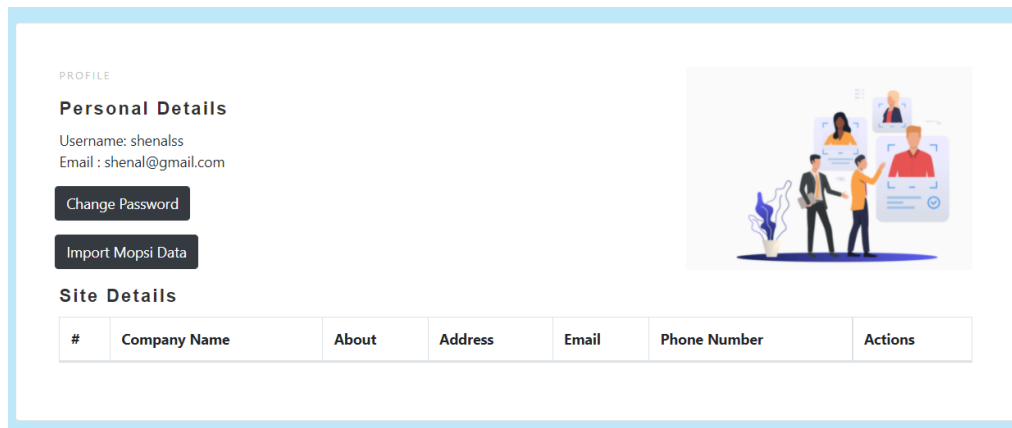 PROFILE
Personal Details
Username: shenalss
Email : shenal@gmail.com
Change Password
Import Mopsi Data
Site Details
# Company Name About Address Email Phone Number Actions